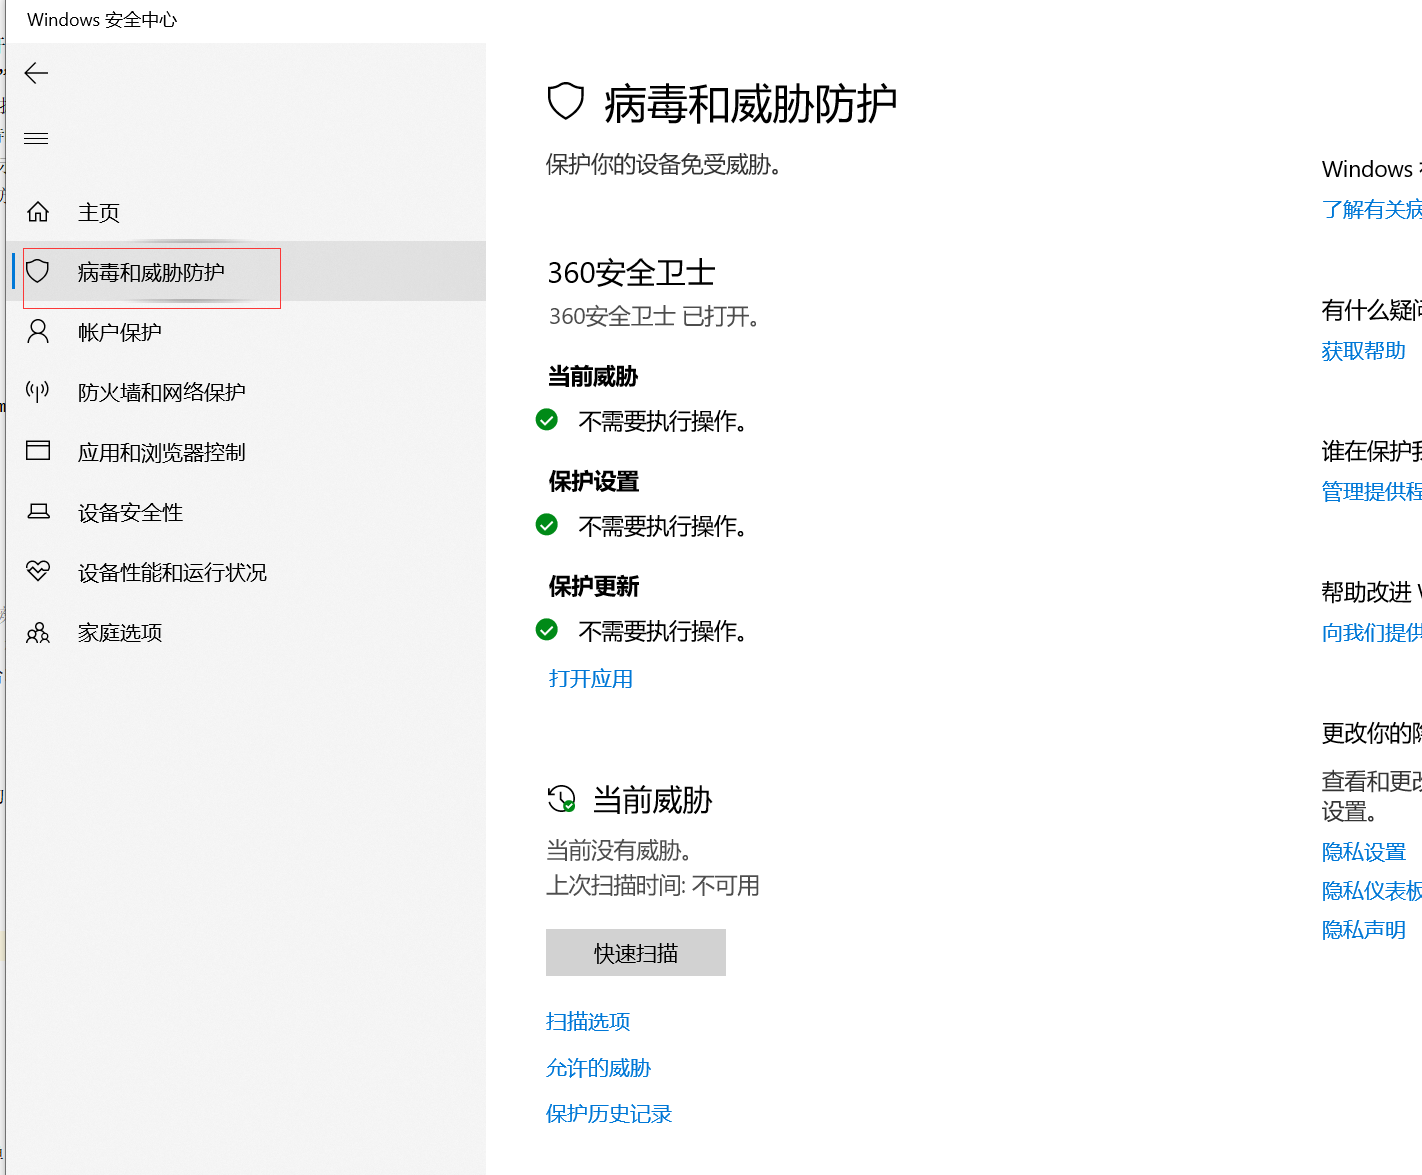 Windows 安全中心
主页
病毒和威胁防护
帐户保护
防火墙和网络保护
应用和浏览器控制
设备安全性
设备性能和运行状况
家庭选项
病毒和威胁防护
保护你的设备免受威胁。
360安全卫士
360安全卫士 已打开。
当前威胁
不需要执行操作。
保护设置
不需要执行操作。
保护更新
不需要执行操作。
打开应用
当前威胁
当前没有威胁。
上次扫描时间: 不可用
快速扫描
扫描选项
允许的威胁
保护历史记录
Windows
了解有关病
有什么疑问
获取帮助
谁在保护我
管理提供程
帮助改进
向我们提供
更改你的隐
查看和更改
设置。
隐私设置
隐私仪表板
隐私声明